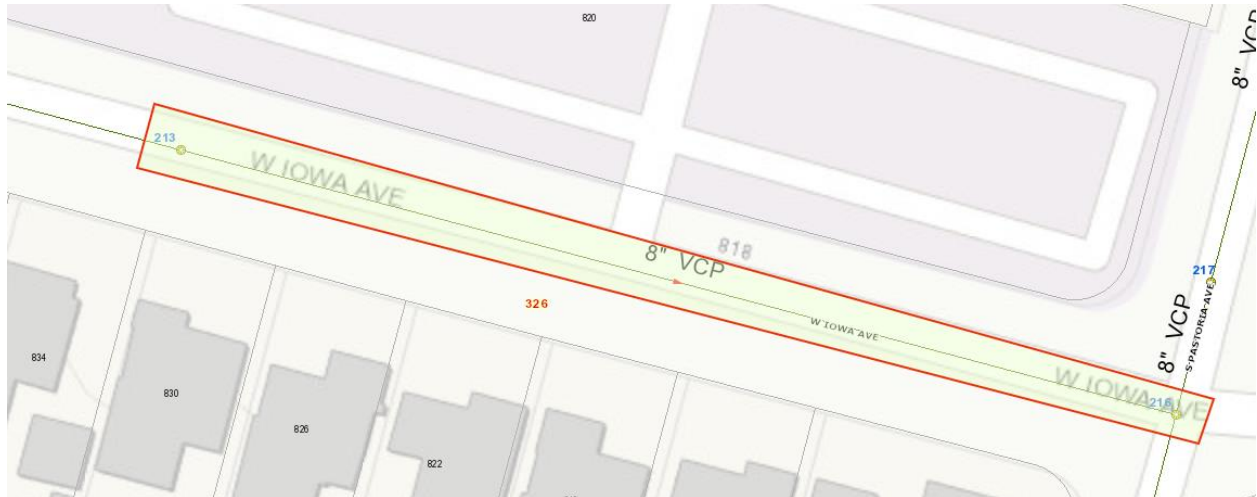 820
8" VCP
213
W IOWA AVE
818
8" VCP
217
326
W IOWA AVE
8" VCP
S PASTORIA AVE
834
830
W IOWA AVE
216
826
822